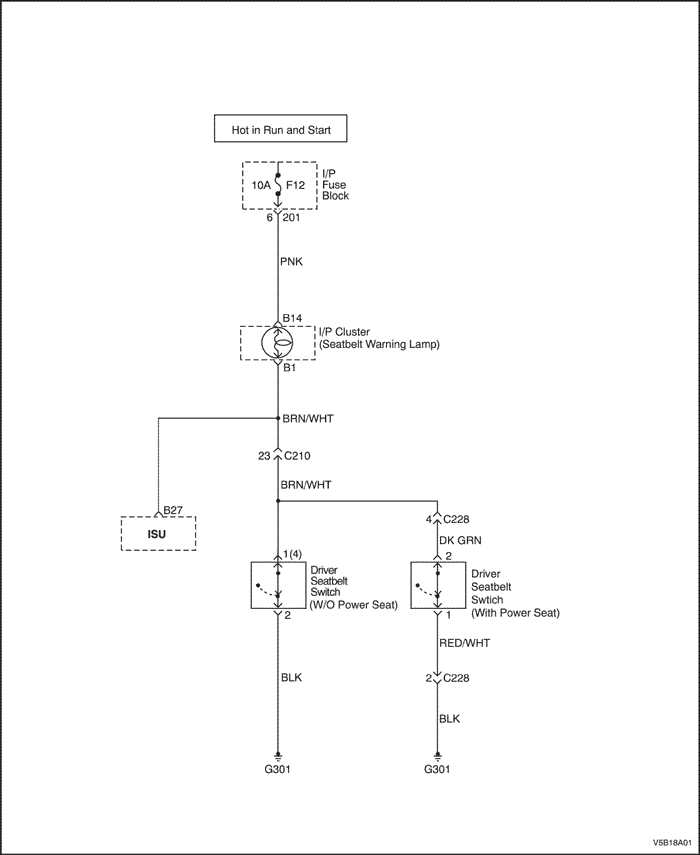 Hot in Run and Start
10A F12
I/P
Fuse
Block
6 201
PNK
B14
I/P Cluster
(Seatbelt Warning Lamp)
B1
BRN/WHT
23 C210
BRN/WHT
B27
ISU
4 C228
DK GRN
1(4)
2
Driver
Seatbelt
Switch
(W/O Power Seat)
Driver
Seatbelt
Swtich
(With Power Seat)
2
1
RED/WHT
BLK
2 C228
BLK
G301
G301
V5B18A01